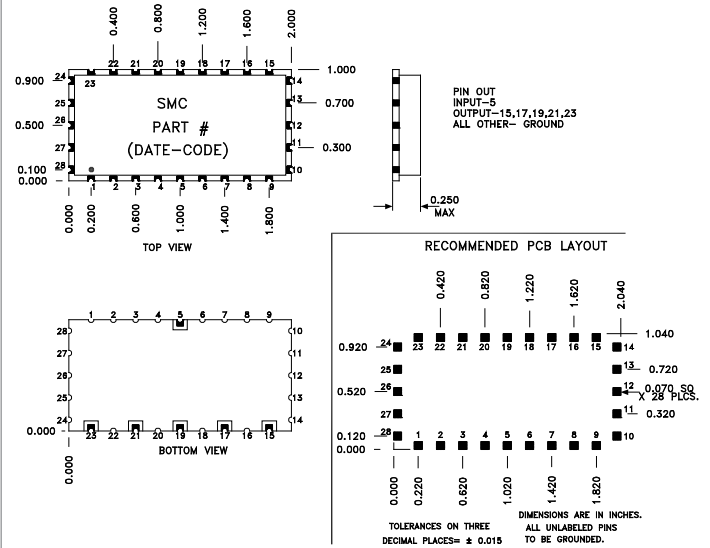 0.400
0.800
1.200
1.600
2.000
22 21 20 19 18 17 16 15
1.000
0.900 24 23 14
25 SMC 13 0.700
0.500 26 PART # 12
27 (DATE-CODE) 11 0.300
0.100 28 10
0.000 1 2 3 4 5 6 7 8 9
0.000
0.200
0.600
1.000
1.400
1.800
TOP VIEW
0.250
MAX
PIN OUT
INPUT-5
OUTPUT-15,17,19,21,23
ALL OTHER- GROUND
1 2 3 4 5 6 7 8 9
28 10
27 11
26 12
25 13
24 14
0.000 23 22 21 20 19 18 17 16 15
0.000
BOTTOM VIEW
RECOMMENDED PCB LAYOUT
0.420
0.820
1.220
1.620
2.040
1.040
0.920 24 23 22 21 20 19 18 17 16 15 14
25 13 0.720
0.520 26 12 0.070 SQ
X 28 PLCS.
27 11 0.320
0.120 28 1 2 3 4 5 6 7 8 9 10
0.000
0.000
0.220
0.620
1.020
1.420
1.820
TOLERANCES ON THREE
DECIMAL PLACES= ± 0.015
DIMENSIONS ARE IN INCHES.
ALL UNLABELED PINS
TO BE GROUNDED.